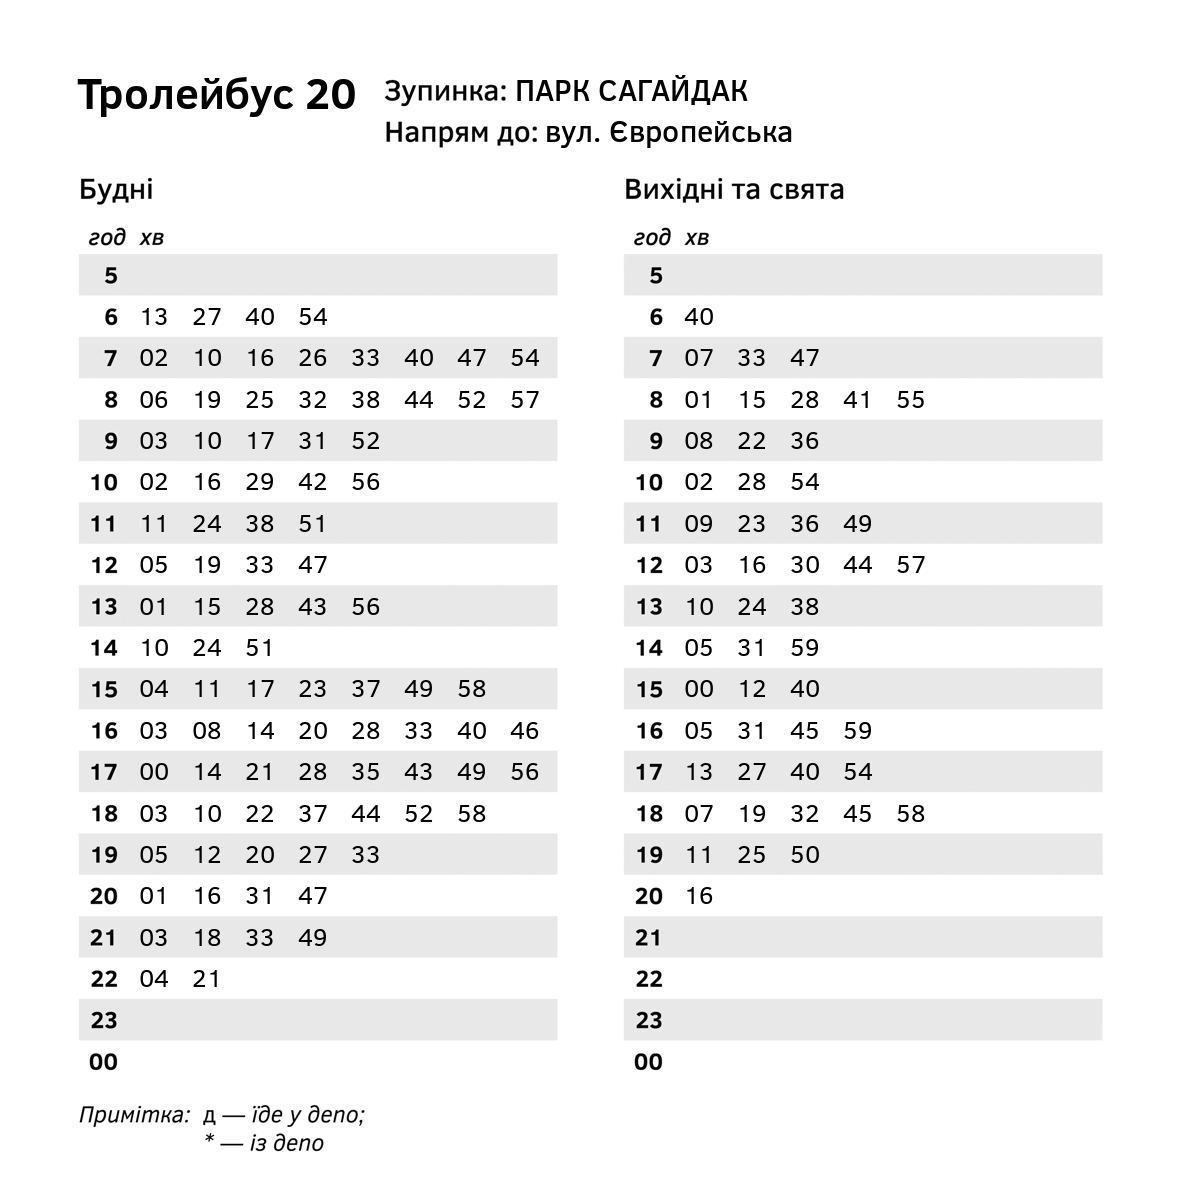 Тролейбус 20
Зупинка: ПАРК САГАЙДАК
Напрям до: вул. Європейська
Будні
год хв
5
6 13 27 40 54
7 02 10 16 26 33 40 47 54
8 06 19 25 32 38 44 52 57
9 03 10 17 31 52
10 02 16 29 42 56
11 11 24 38 51
12 05 19 33 47
13 01 15 28 43 56
14 10 24 51
15 04 11 17 23 37 49 58
16 03 08 14 20 28 33 40 46
17 00 14 21 28 35 43 49 56
18 03 10 22 37 44 52 58
19 05 12 20 27 33
20 01 16 31 47
21 03 18 33 49
22 04 21
23
00
Вихідні та свята
год хв
5
6 40
7 07 33 47
8 01 15 28 41 55
9 08 22 36
10 02 28 54
11 09 23 36 49
12 03 16 30 44 57
13 10 24 38
14 05 31 59
15 00 12 40
16 05 31 45 59
17 13 27 40 54
18 07 19 32 45 58
19 11 25 50
20 16
21
22
23
00
Примітка: д — їде у депо;
* — із депо